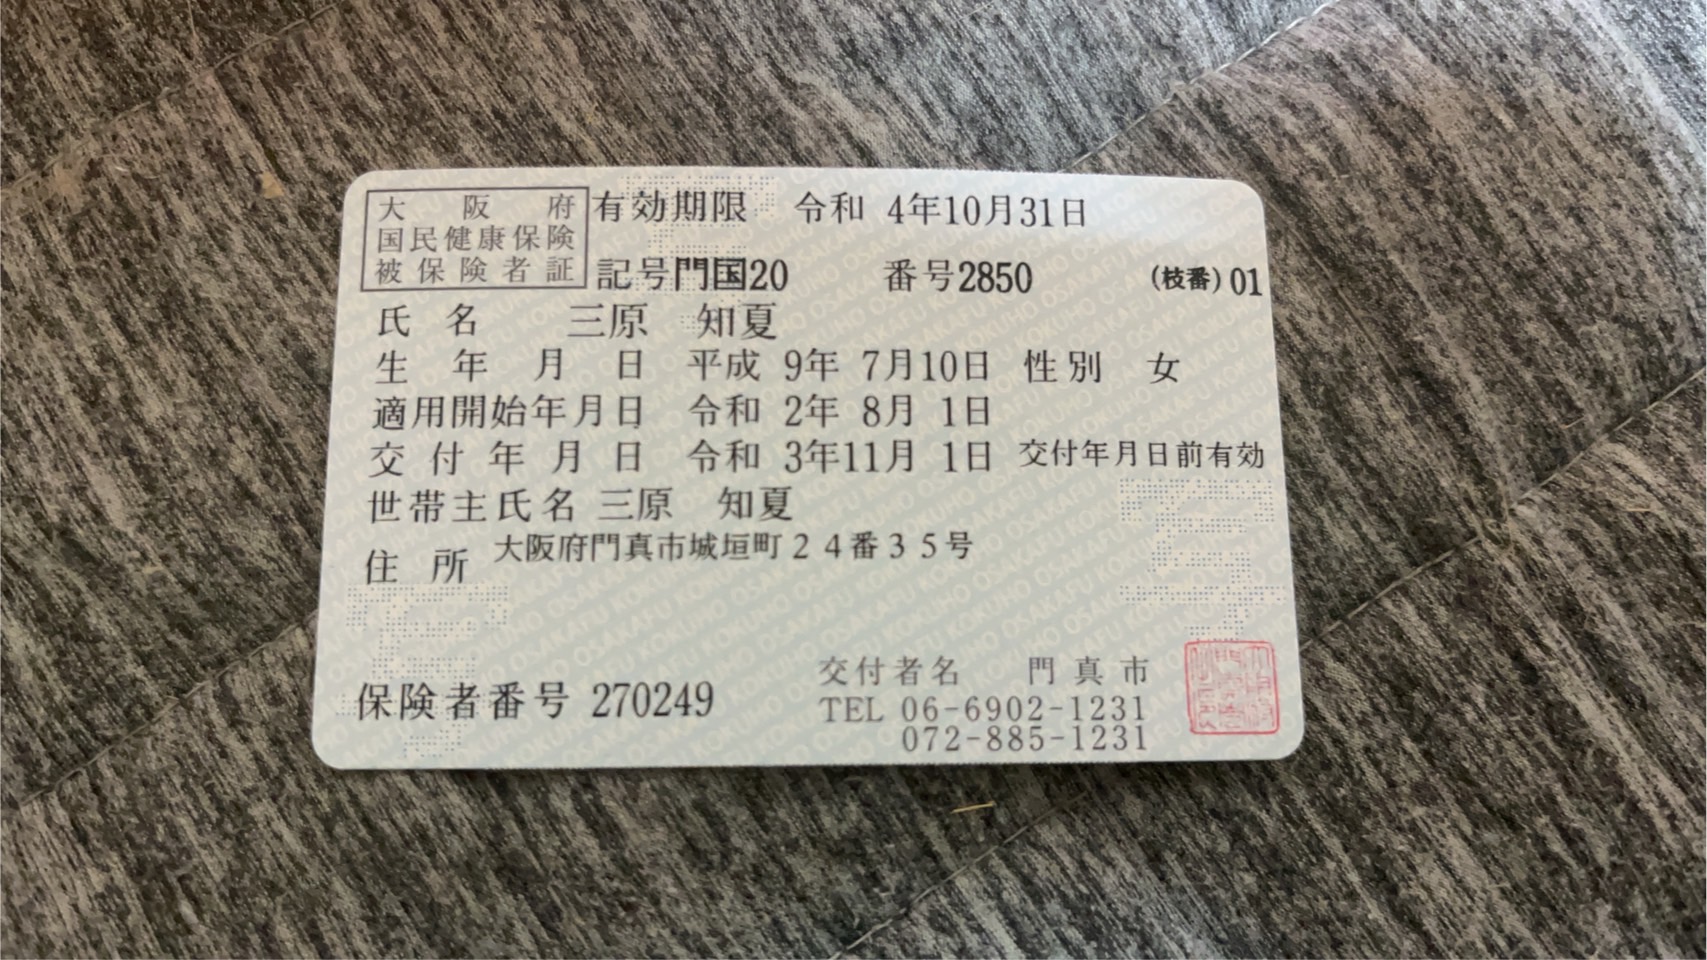 大阪府
国民健康保険
被保険者証
有効期限 令和 4年10月31日
記号門国20 番号2850 (枝番)01
氏名 三原 知夏
生年月日 平成 9年 7月10日 性別 女
適用開始年月日 令和 2年 8月 1日
交付年月日 令和 3年11月 1日 交付年月日前有効
世帯主氏名 三原 知夏
住所 大阪府門真市城垣町24番35号
保険者番号 270249
交付者名 門真市
TEL 06-6902-1231
072-885-1231